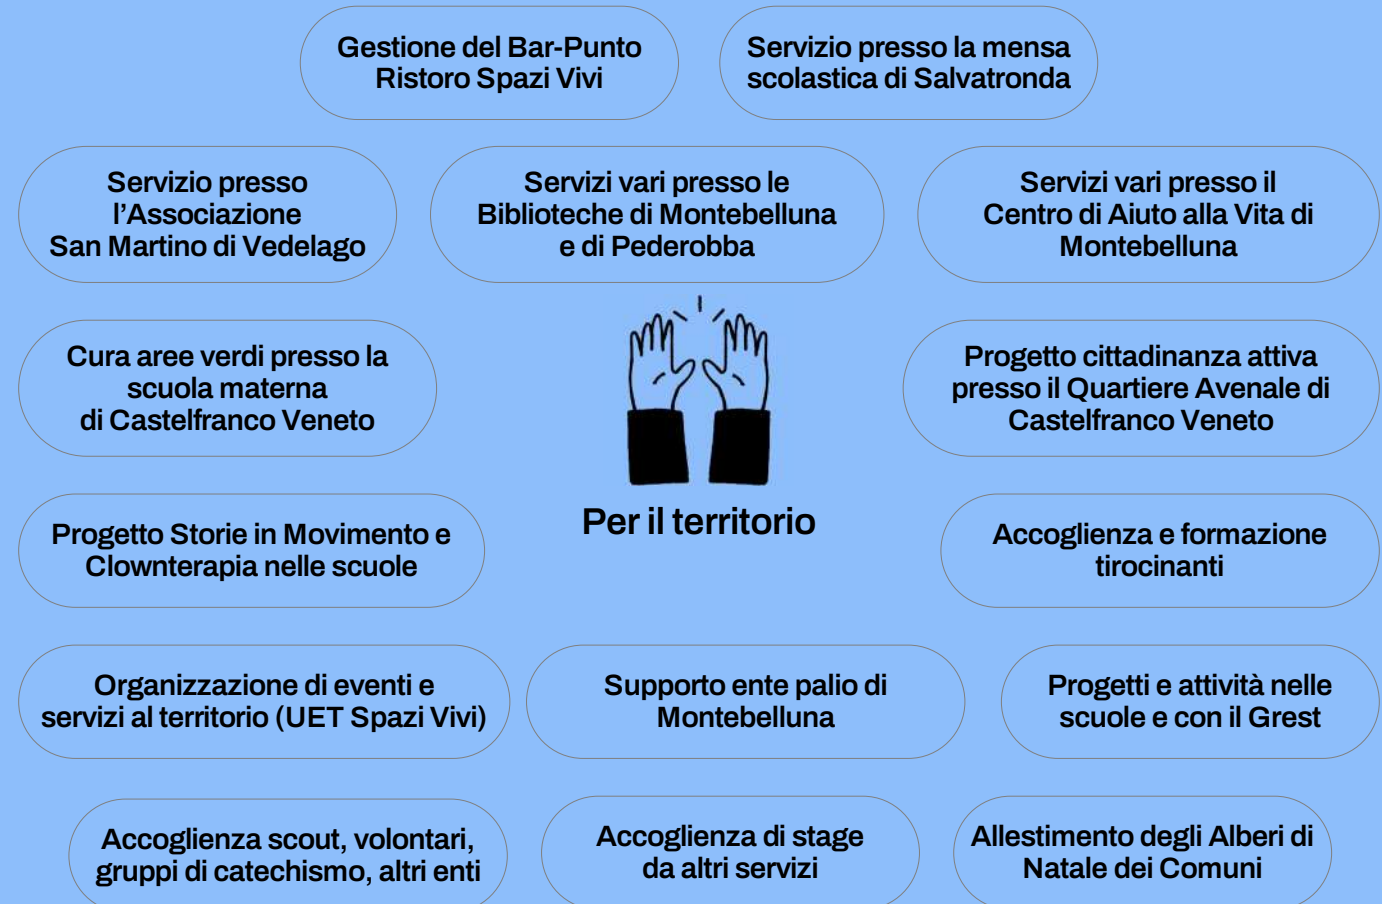 Gestione del Bar-Punto
Ristoro Spazi Vivi
Servizio presso la mensa
scolastica di Salvatronda
Servizio presso
l’Associazione
San Martino di Vedelago
Servizi vari presso le
Biblioteche di Montebelluna
e di Pederobba
Servizi vari presso il
Centro di Aiuto alla Vita di
Montebelluna
Cura aree verdi presso la
scuola materna
di Castelfranco Veneto
Progetto cittadinanza attiva
presso il Quartiere Avenale di
Castelfranco Veneto
Per il territorio
Progetto Storie in Movimento e
Clownterapia nelle scuole
Accoglienza e formazione
tirocinanti
Organizzazione di eventi e
servizi al territorio (UET Spazi Vivi)
Supporto ente palio di
Montebelluna
Progetti e attività nelle
scuole e con il Grest
Accoglienza scout, volontari,
gruppi di catechismo, altri enti
Accoglienza di stage
da altri servizi
Allestimento degli Alberi di
Natale dei Comuni